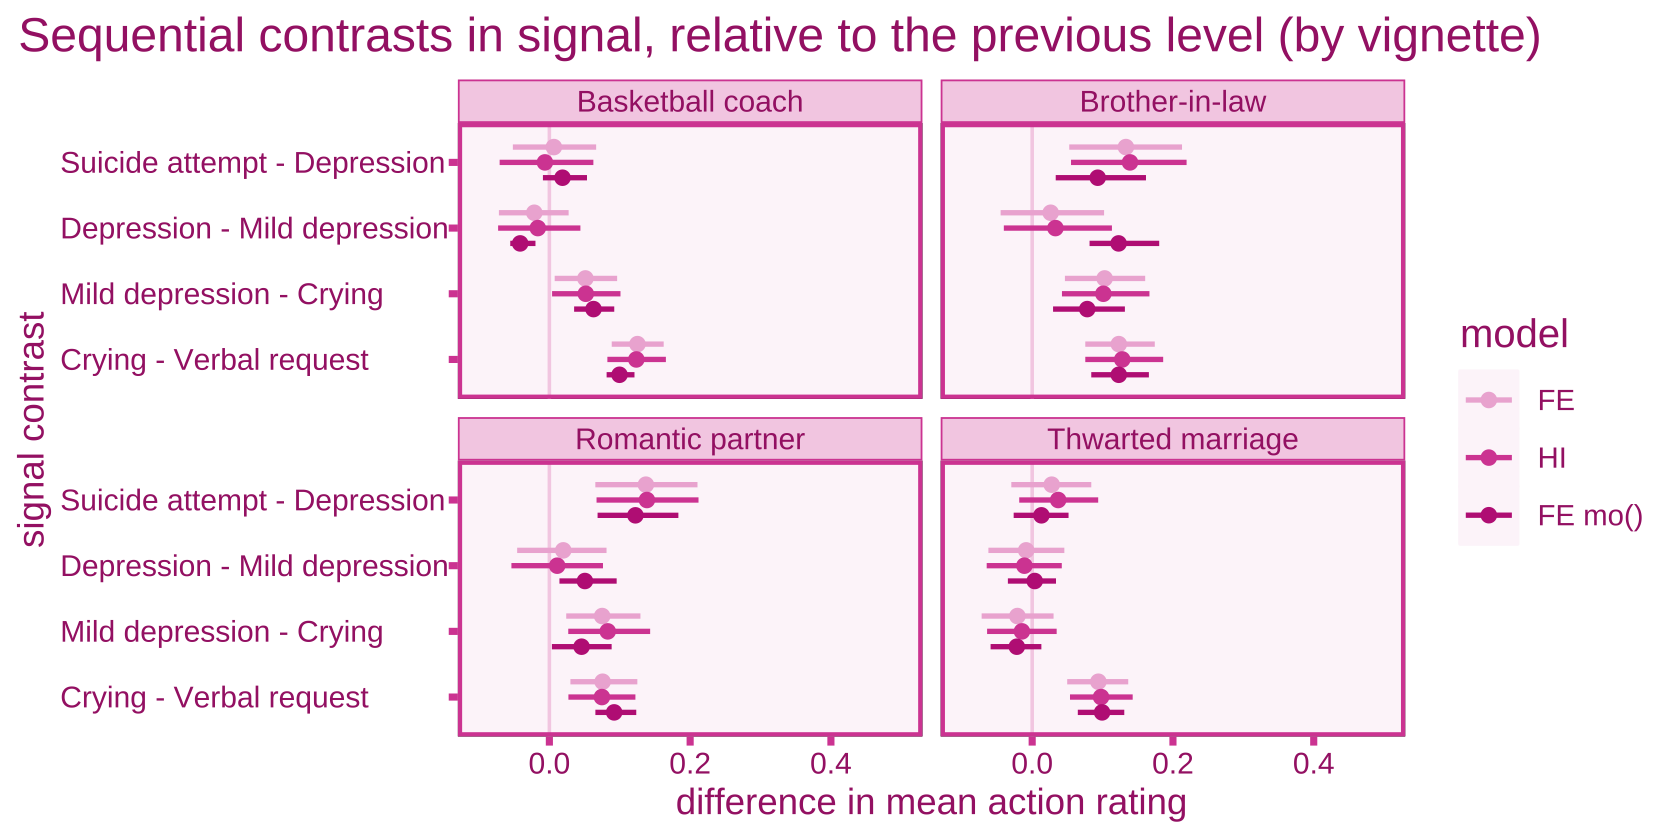 Sequential contrasts in signal, relative to the previous level (by vignette)
Basketball coach
Brother-in-law
Suicide attempt - Depression
Depression - Mild depression
Mild depression - Crying
Crying - Verbal request
Romantic partner
Thwarted marriage
Suicide attempt - Depression
Depression - Mild depression
Mild depression - Crying
Crying - Verbal request
signal contrast
0.0 0.2 0.4
0.0 0.2 0.4
difference in mean action rating
model
FE
HI
FE mo()